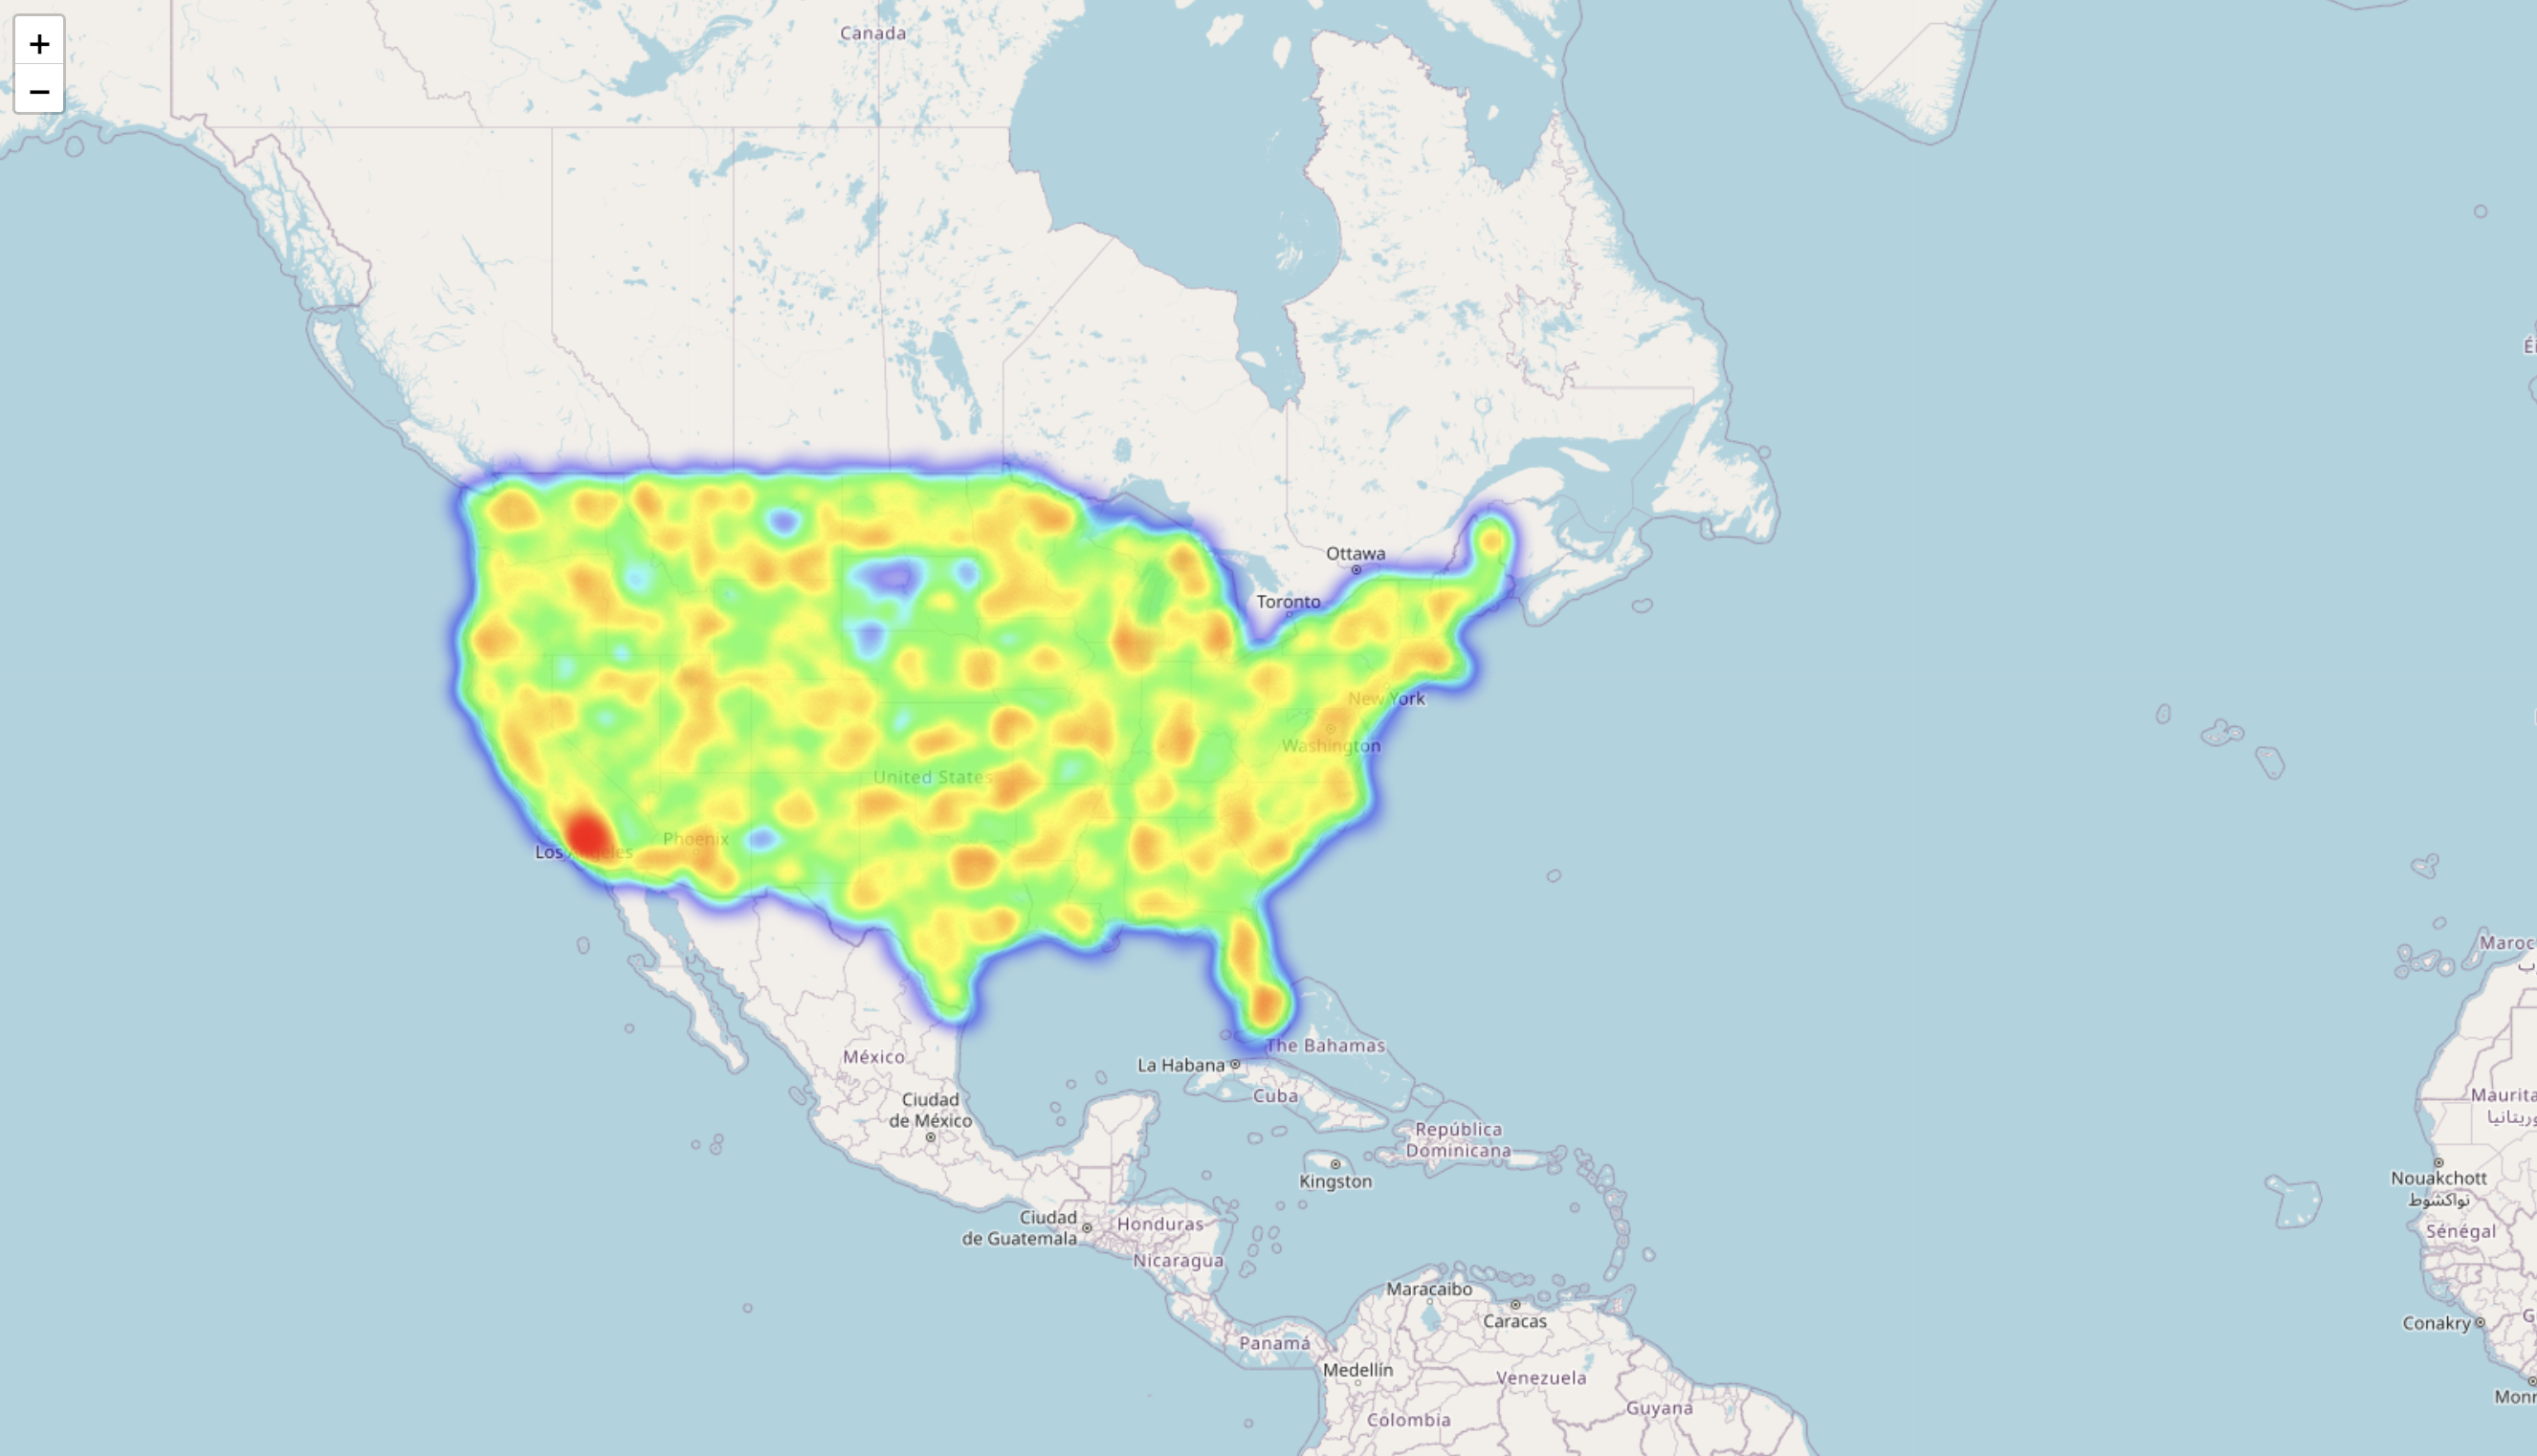 +
−
Canada
Ottawa
Toronto
New York
Washington
United States
Phoenix
Los Angeles
México
Ciudad
de México
La Habana
The Bahamas
Cuba
República
Dominicana
Kingston
Ciudad
de Guatemala
Honduras
Nicaragua
Maracaibo
Caracas
Panamá
Medellín
Venezuela
Colombia
Guyana
Maroc
Maurita
موريتانيا
Nouakchott
نواكشوط
Sénégal
Conakry
G
Monr